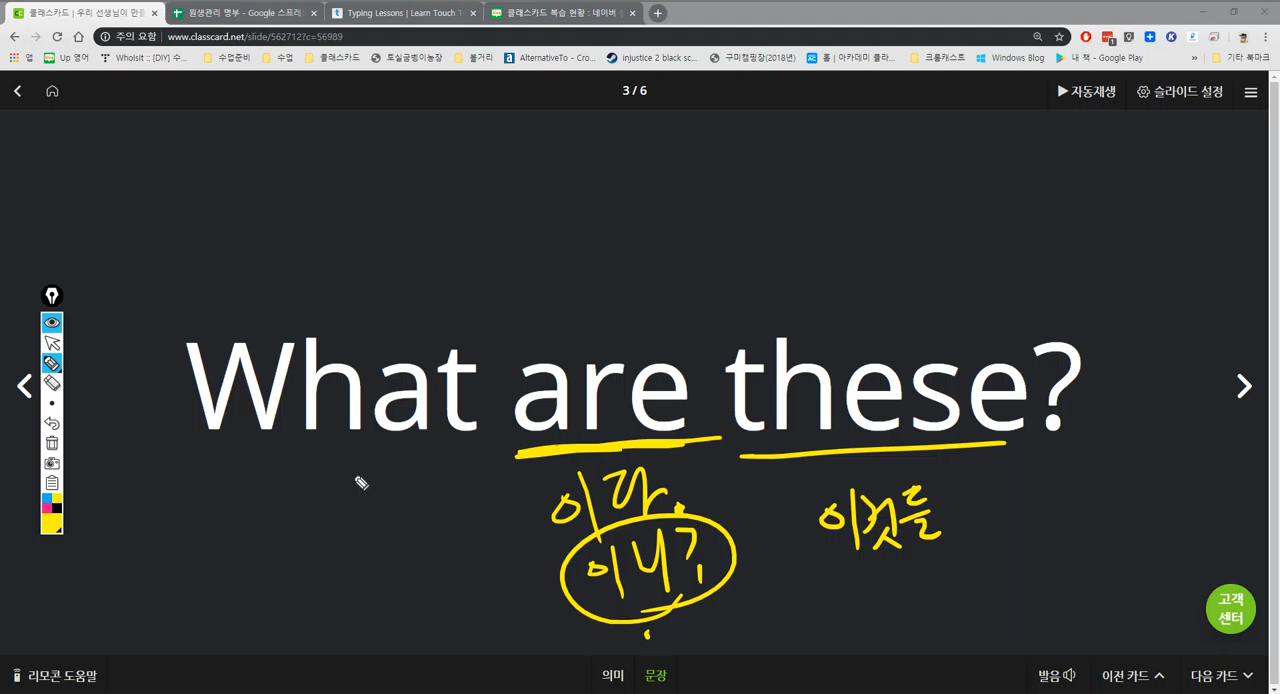 클래스카드 | 우리 선생님이 만들
원생관리 명부 - Google 스프레
Typing Lessons | Learn Touch T
클래스카드 복습 현황 : 네이버
주의 요함 www.classcard.net/slide/562712?c=56989
앱 Up 영어 WhoIsIt :: [DIY] 수... 수업준비 수업 클래스카드 토실굼벵이농장 볼거리 AlternativeTo - Cro... injustice 2 black sc... 구미캠핑장(2018년) 홈 | 아카데미 클라... 크롬캐스트 Windows Blog 내 책 - Google Play » 기타 북마크
3 / 6
자동재생 슬라이드 설정
What are these?
이다. 이것들
이니?
고객
센터
리모콘 도움말 의미 문장 발음 이전 카드 다음 카드